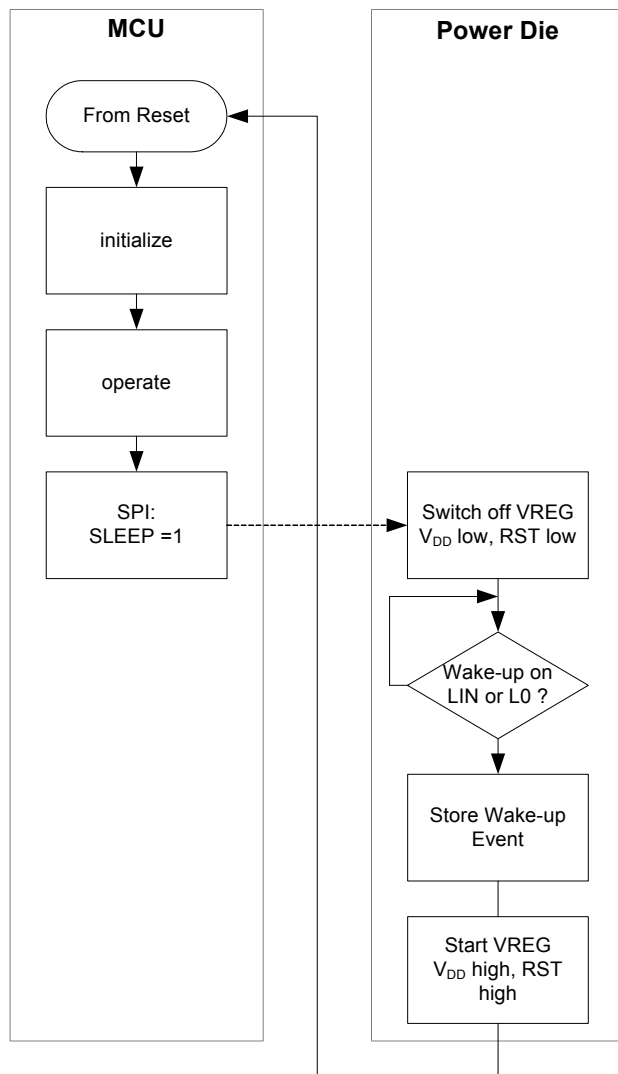 MCU
From Reset
initialize
operate
SPI:
SLEEP =1
Power Die
Switch off VREG
VDD low, RST low
Wake-up on
LIN or L0 ?
Store Wake-up
Event
Start VREG
VDD high, RST
high